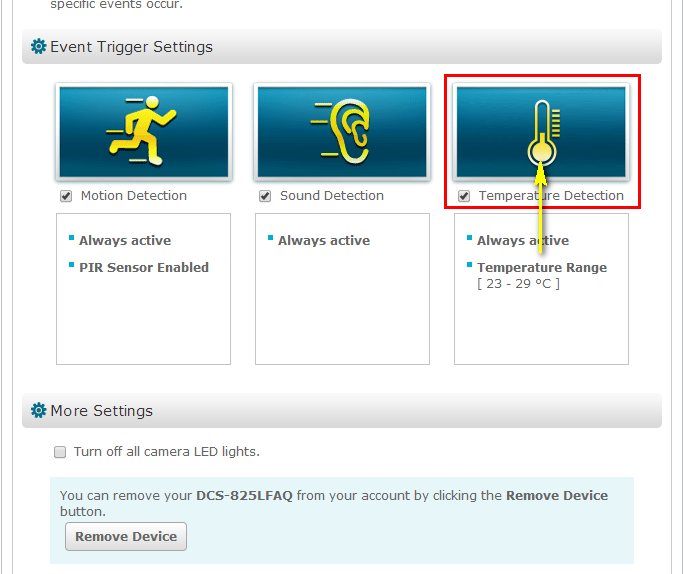 specific events occur.
Event Trigger Settings
Motion Detection
Sound Detection
Temperature Detection
Always active
PIR Sensor Enabled
Always active
Always active
Temperature Range
[ 23 - 29 °C ]
More Settings
Turn off all camera LED lights.
You can remove your DCS-825LFAQ from your account by clicking the Remove Device
button.
Remove Device